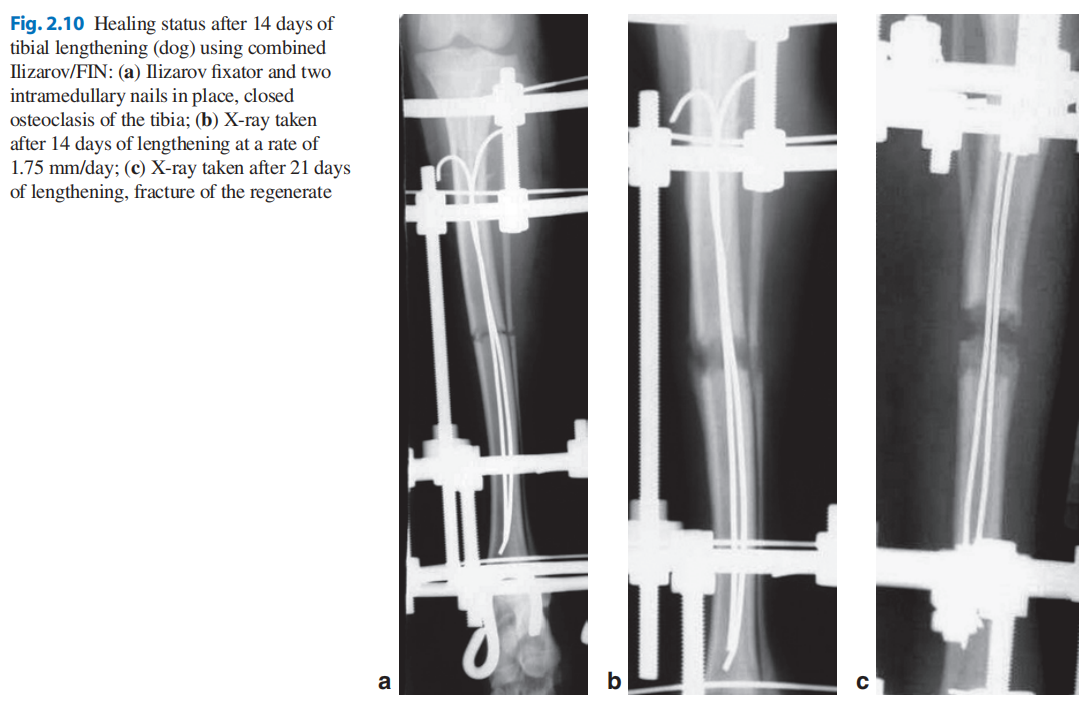 Fig. 2.10 Healing status after 14 days of
tibial lengthening (dog) using combined
Ilizarov/FIN: (a) Ilizarov fixator and two
intramedullary nails in place, closed
osteoclasis of the tibia; (b) X-ray taken
after 14 days of lengthening at a rate of
1.75 mm/day; (c) X-ray taken after 21 days
of lengthening, fracture of the regenerate
a
b
c